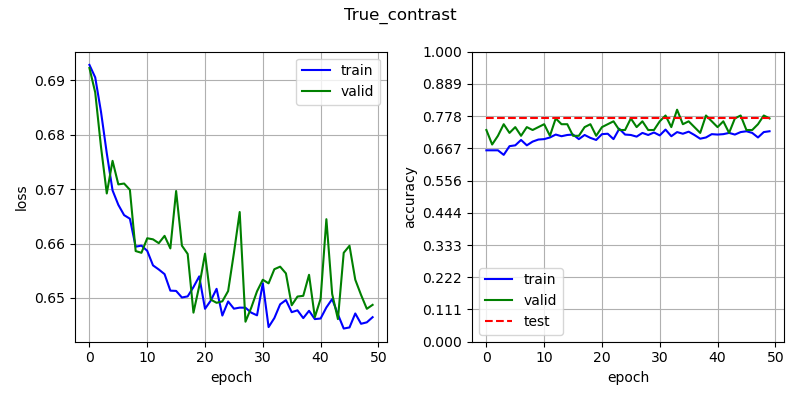 True_contrast
loss
0.69
0.68
0.67
0.66
0.65
0 10 20 30 40 50
epoch
train
valid
accuracy
1.000
0.889
0.778
0.667
0.556
0.444
0.333
0.222
0.111
0.000
0 10 20 30 40 50
epoch
train
valid
test